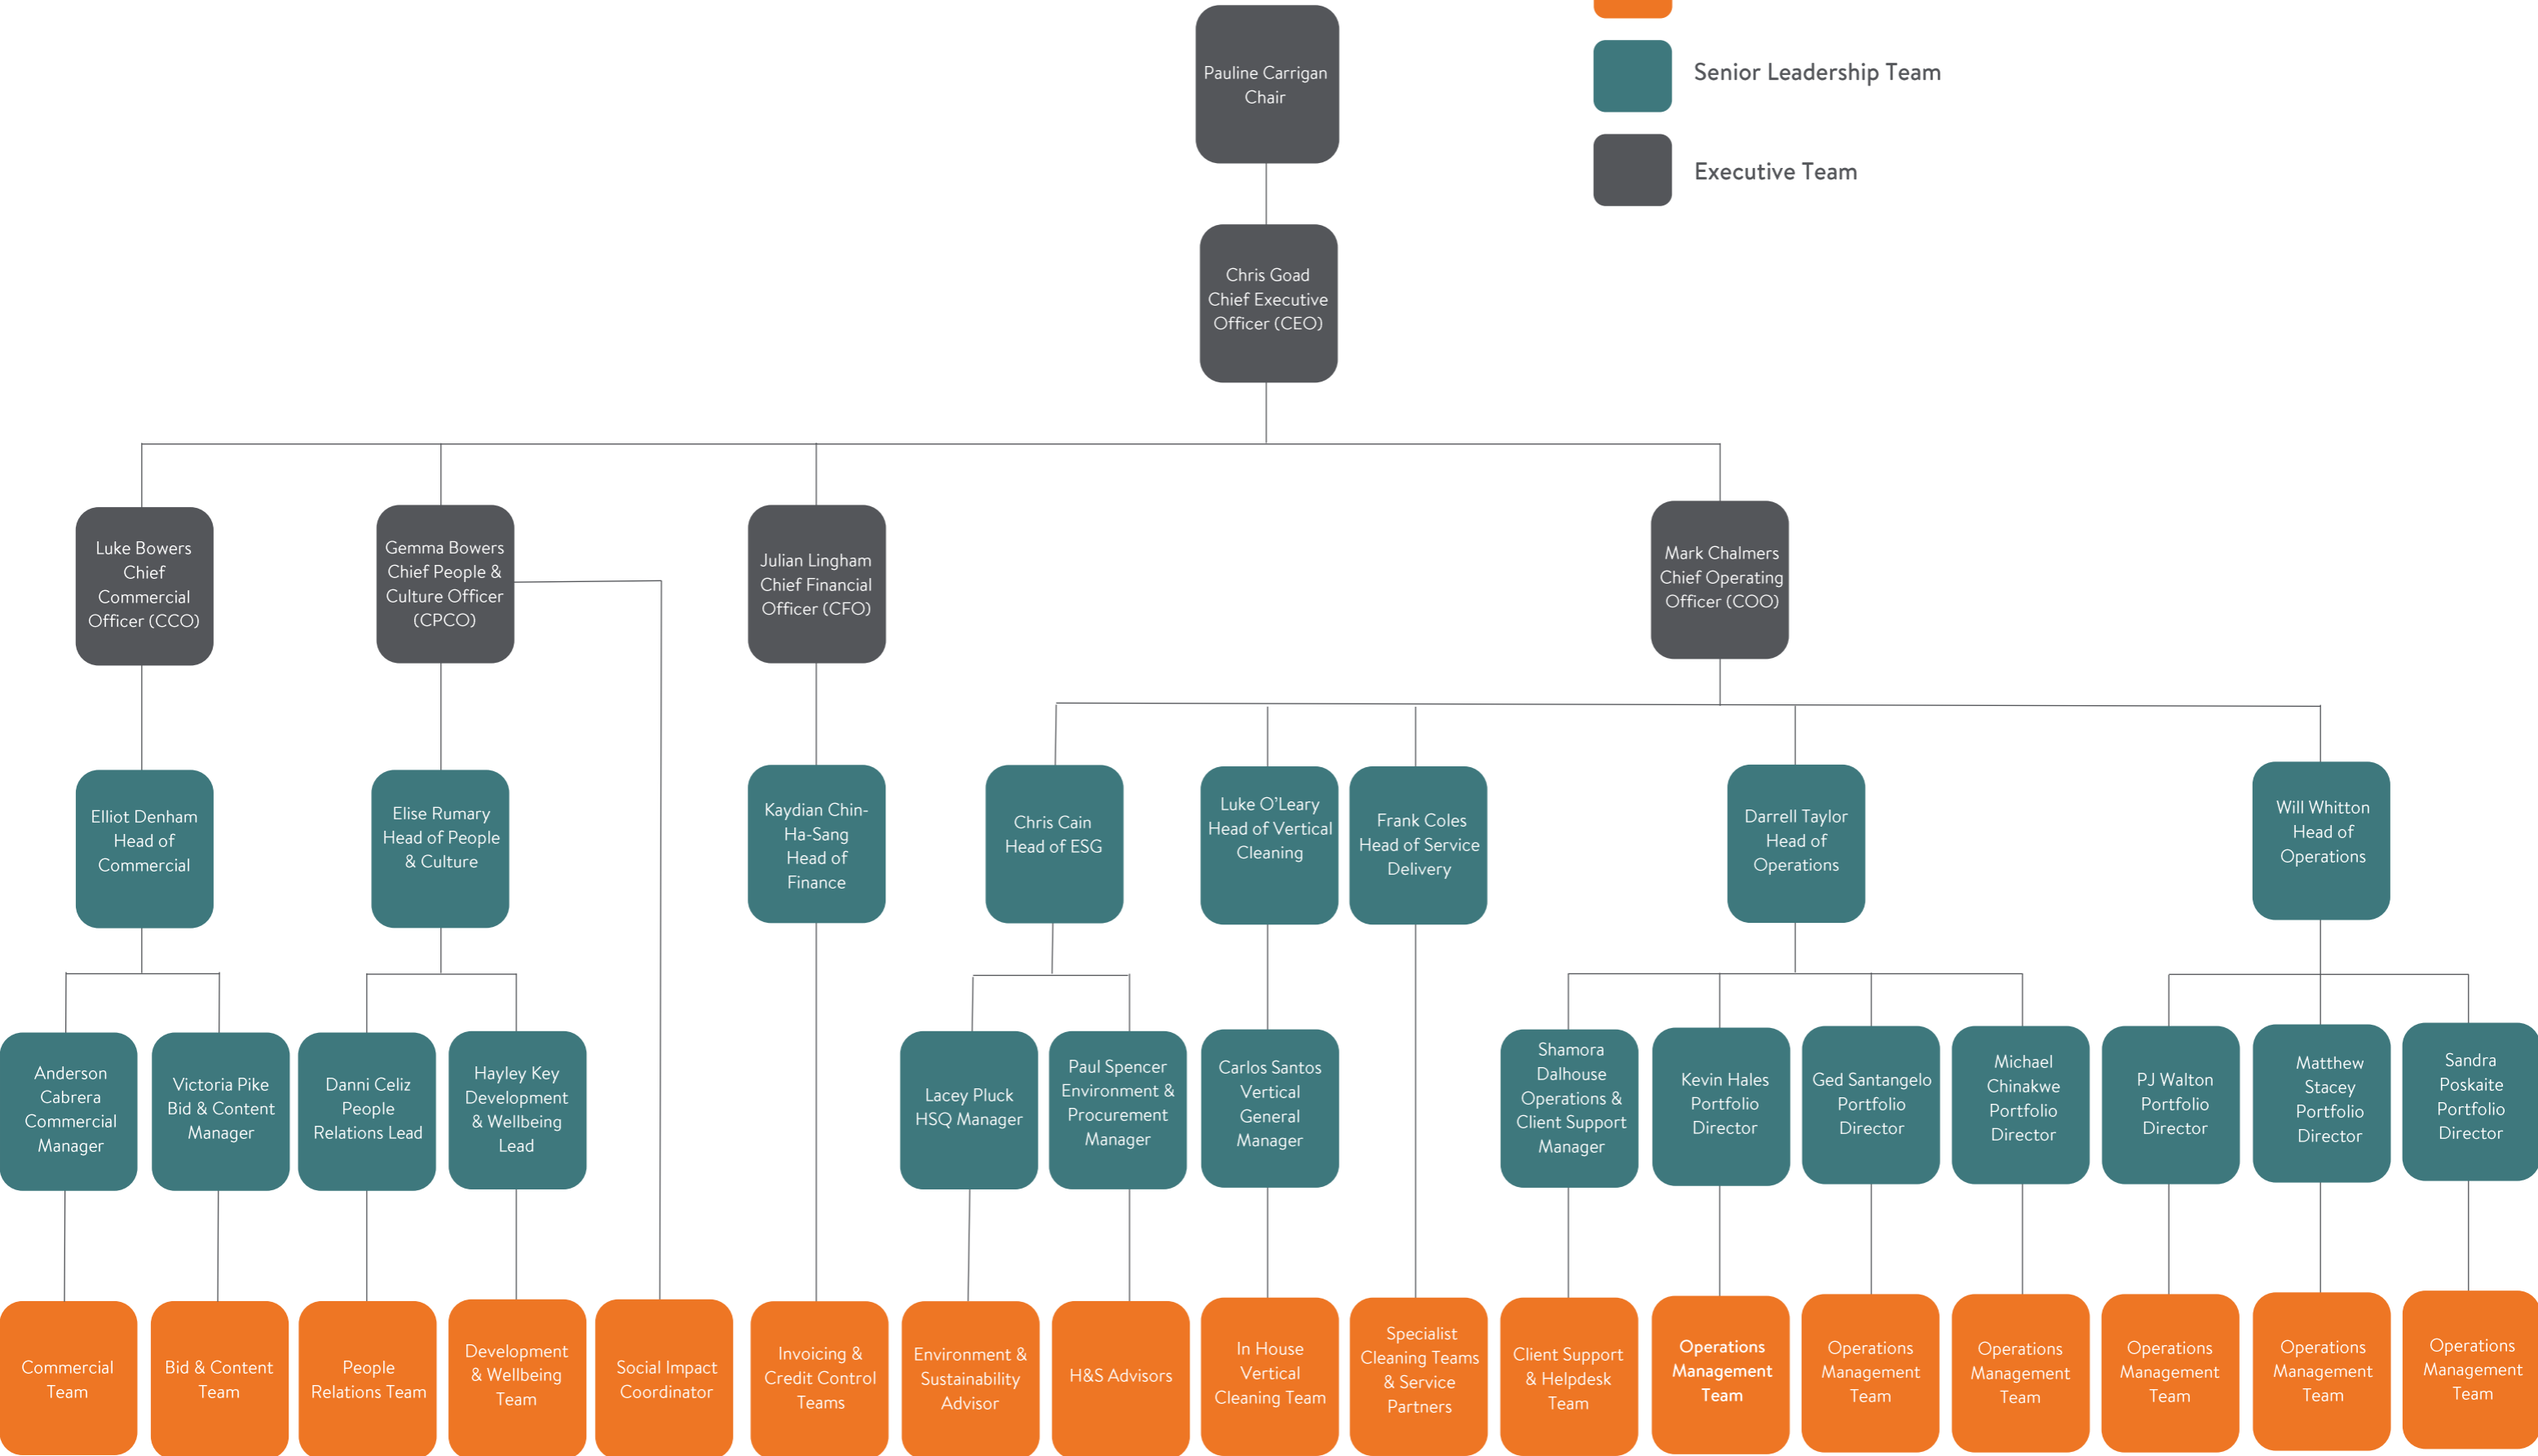 Pauline Carrigan
Chair
Senior Leadership Team
Executive Team
Chris Goad
Chief Executive
Officer (CEO)
Luke Bowers
Chief
Commercial
Officer (CCO)
Gemma Bowers
Chief People &
Culture Officer
(CPCO)
Julian Lingham
Chief Financial
Officer (CFO)
Mark Chalmers
Chief Operating
Officer (COO)
Elliot Denham
Head of
Commercial
Elise Rumary
Head of People
& Culture
Kaydian Chin-
Ha-Sang
Head of
Finance
Chris Cain
Head of ESG
Luke O'Leary
Head of Vertical
Cleaning
Frank Coles
Head of Service
Delivery
Darrell Taylor
Head of
Operations
Will Whitton
Head of
Operations
Anderson
Cabrera
Commercial
Manager
Victoria Pike
Bid & Content
Manager
Danni Celiz
People
Relations Lead
Hayley Key
Development
& Wellbeing
Lead
Lacey Pluck
HSQ Manager
Paul Spencer
Environment &
Procurement
Manager
Carlos Santos
Vertical
General
Manager
Shamora
Dalhouse
Operations &
Client Support
Manager
Kevin Hales
Portfolio
Director
Ged Santangelo
Portfolio
Director
Michael
Chinakwe
Portfolio
Director
PJ Walton
Portfolio
Director
Matthew
Stacey
Portfolio
Director
Sandra
Poskaite
Portfolio
Director
Commercial
Team
Bid & Content
Team
People
Relations Team
Development
& Wellbeing
Team
Social Impact
Coordinator
Invoicing &
Credit Control
Teams
Environment &
Sustainability
Advisor
H&S Advisors
In House
Vertical
Cleaning Team
Specialist
Cleaning Teams
& Service
Partners
Client Support
& Helpdesk
Team
Operations
Management
Team
Operations
Management
Team
Operations
Management
Team
Operations
Management
Team
Operations
Management
Team
Operations
Management
Team